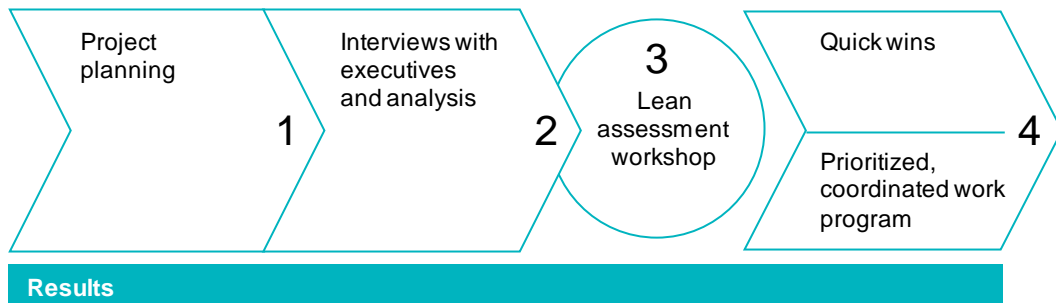 Project
planning
1
Interviews with
executives
and analysis
2
3
Lean
assessment
workshop
Quick wins
4
Prioritized,
coordinated work
program
Results